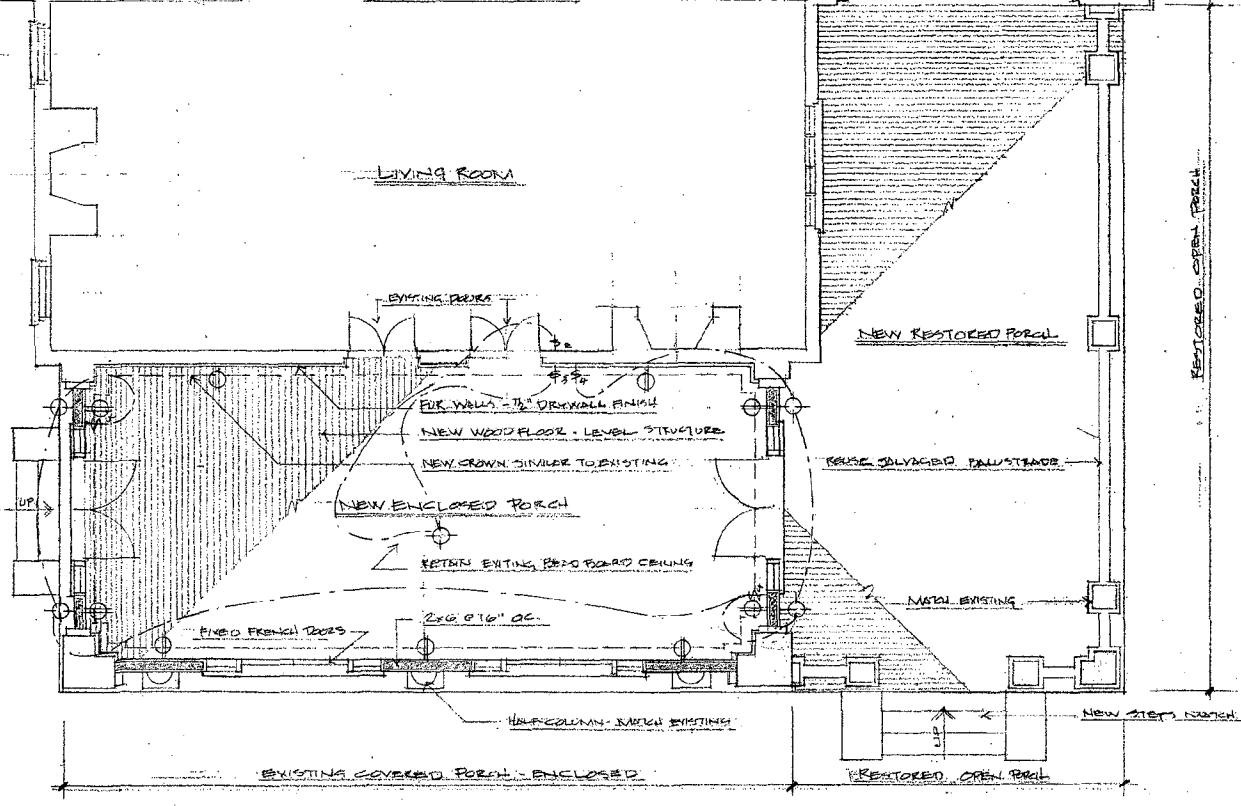 LIVING ROOM
EXISTING DOORS
NEW RESTORED PORCH
RESTORED OPEN PORCH
FUR WALLS - 1/2" DRYWALL FINISH
NEW WOOD FLOOR - LEVEL STRUCTURE
NEW CROWN SIMILER TO EXISTING
REUSE SALVAGED BALUSTRADE
UP
NEW ENCLOSED PORCH
RETAIN EXITING BEAD BOARD CEILING
MATCH EXISTING
2x6 @ 16" OC.
FIXED FRENCH DOORS
HALF COLUMN - MATCH EXISTING
NEW STEPS MATCH
UP
EXISTING COVERED PORCH - ENCLOSED
RESTORED OPEN PORCH